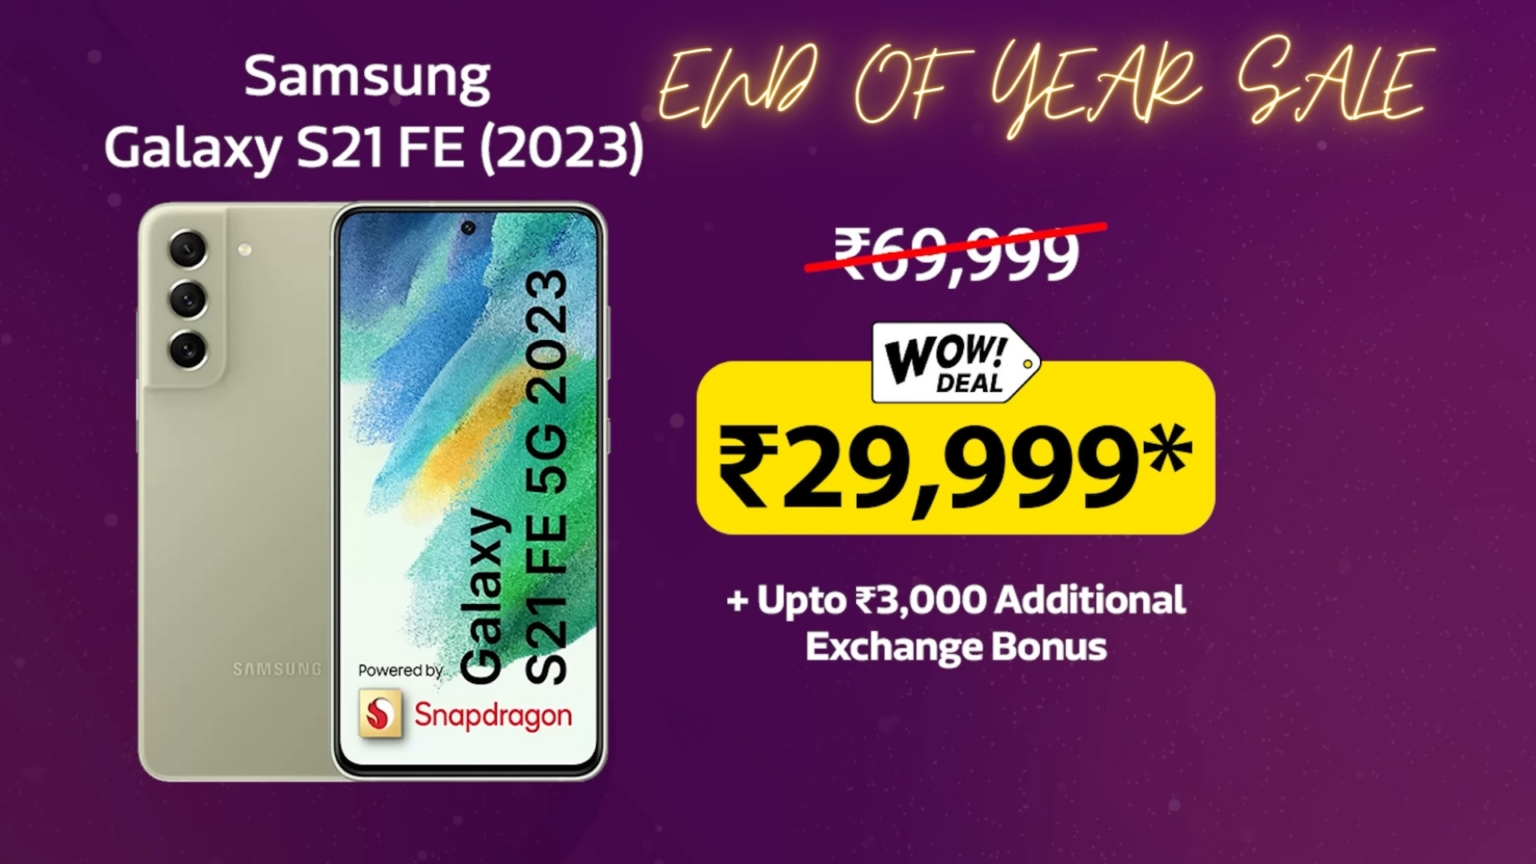 Samsung
Galaxy S21 FE (2023)
END OF YEAR SALE
₹69,999
WOW!
DEAL
₹29,999*
+ Upto ₹3,000 Additional
Exchange Bonus
SAMSUNG
Galaxy
S21 FE 5G 2023
Powered by
Snapdragon